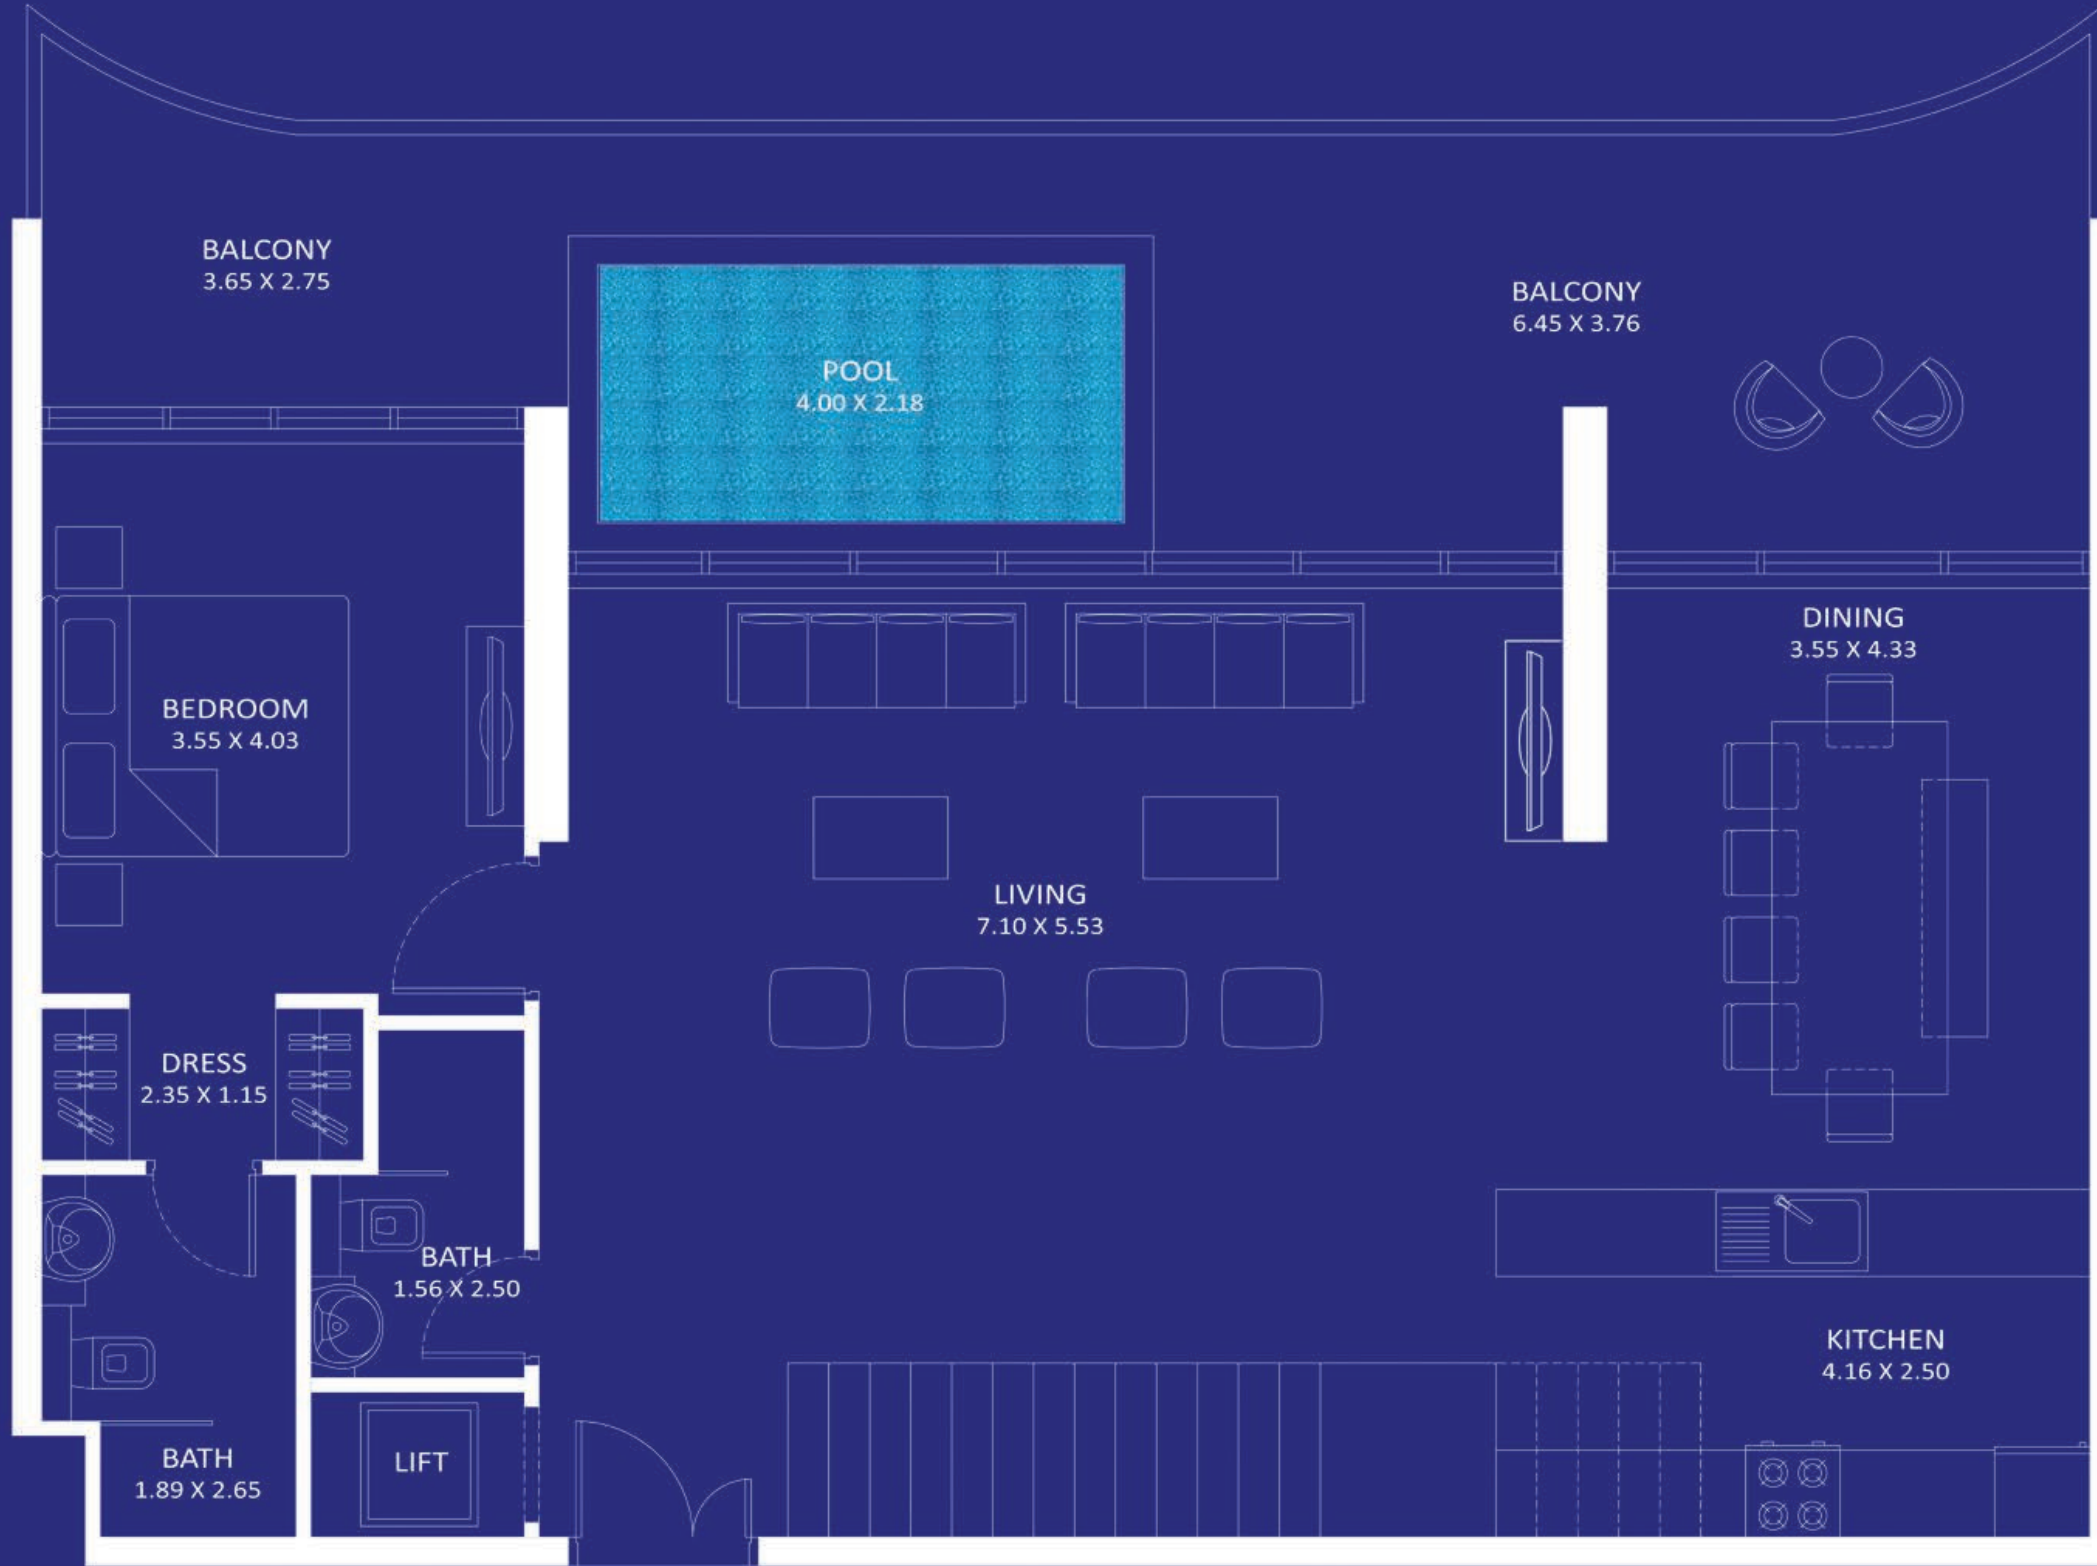 BALCONY
3.65 X 2.75
BALCONY
6.45 X 3.76
POOL
4.00 X 2.18
DINING
3.55 X 4.33
BEDROOM
3.55 X 4.03
LIVING
7.10 X 5.53
DRESS
2.35 X 1.15
BATH
1.56 X 2.50
KITCHEN
4.16 X 2.50
BATH
1.89 X 2.65
LIFT